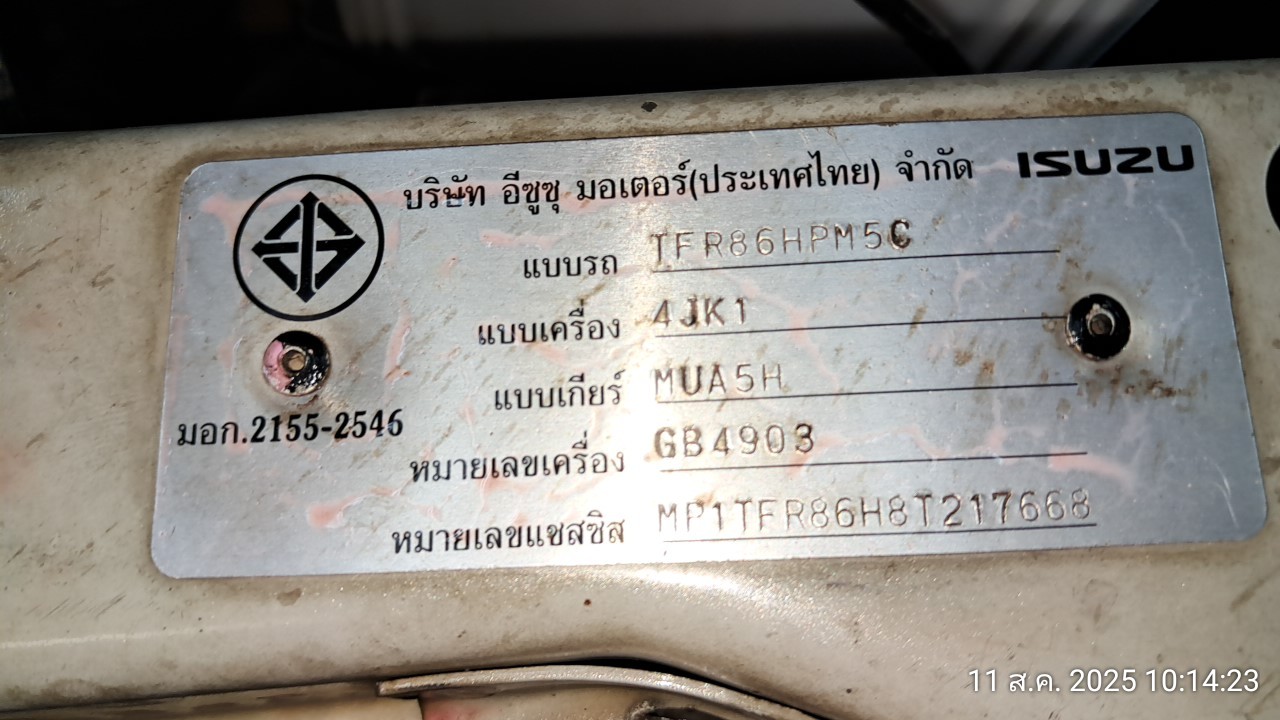 บริษัท อีซูซุ มอเตอร์(ประเทศไทย) จำกัด ISUZU
แบบรถ TFR86HPM5C
แบบเครื่อง 4JK1
แบบเกียร์ MUA5H
มอก.2155-2546
หมายเลขเครื่อง GB4903
หมายเลขแชสซิส MP1TFR86H8T217668
11 ส.ค. 2025 10:14:23